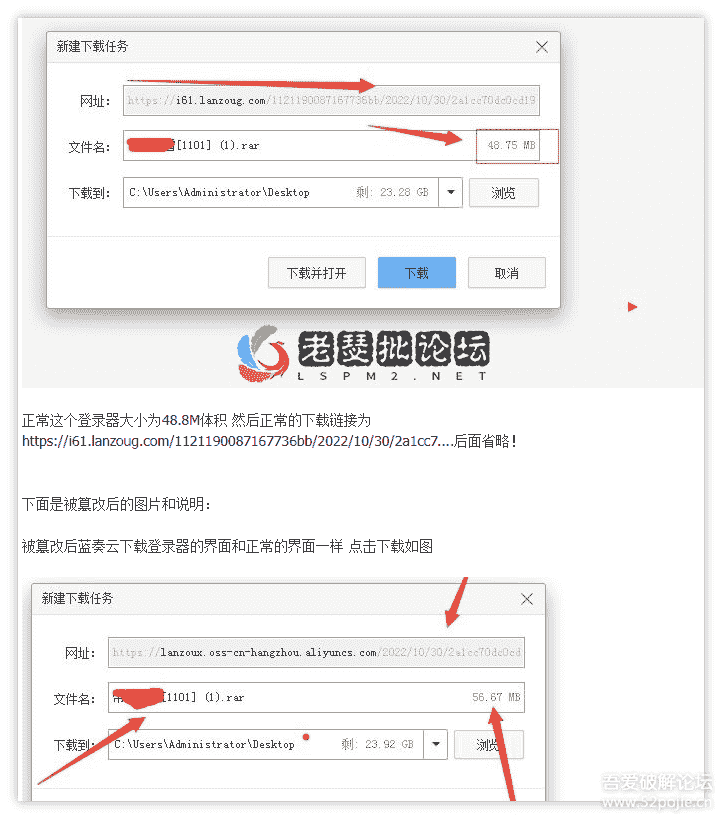 新建下载任务
网址：
https://i61.lanzoug.com/1121190087167736bb/2022/10/30/2a1cc70dc0cd19
文件名：
[1101] (1).rar
48.75 MB
下载到：
C:\Users\Administrator\Desktop
剩: 23.28 GB
浏览
下载并打开
下载
取消
老瑟批论坛
LSPM2.NET
正常这个登录器大小为48.8M体积 然后正常的下载链接为
https://i61.lanzoug.com/1121190087167736bb/2022/10/30/2a1cc7....后面省略！
下面是被篡改后的图片和说明：
被篡改后蓝奏云下载登录器的界面和正常的界面一样 点击下载如图
新建下载任务
网址：
https://lanzoux.oss-cn-hangzhou.aliyuncs.com/2022/10/30/2a1cc70dc0cd
文件名：
[1101] (1).rar
56.67 MB
下载到：
C:\Users\Administrator\Desktop
剩: 23.92 GB
浏览
吾爱破解论坛
www.52pojie.cn